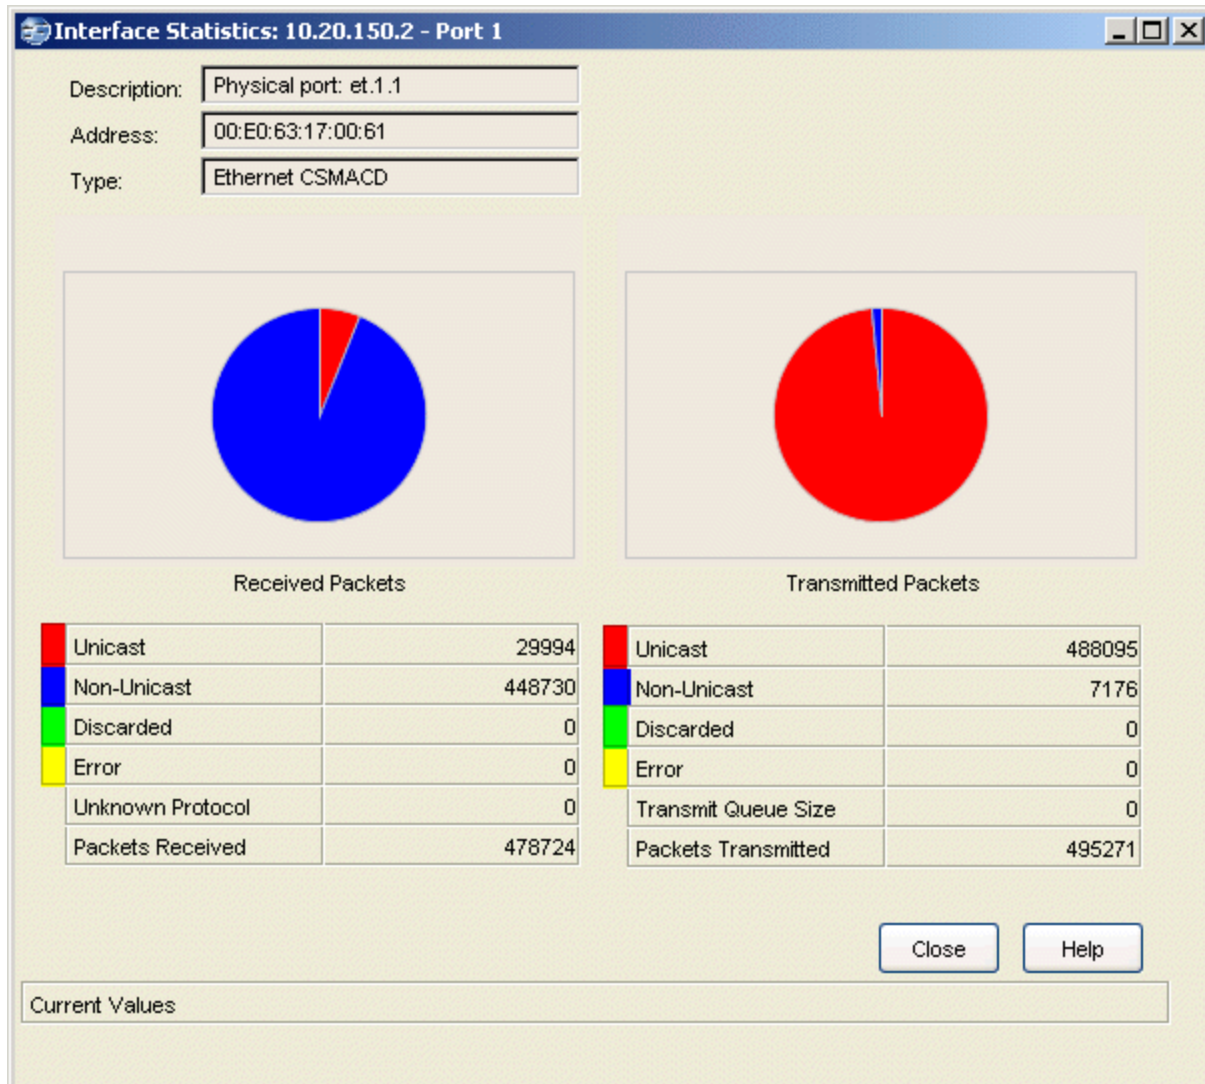 Interface Statistics: 10.20.150.2 - Port 1
Description: Physical port: et.1.1
Address: 00:E0:63:17:00:61
Type: Ethernet CSMACD
Received Packets
Unicast 29994
Non-Unicast 448730
Discarded 0
Error 0
Unknown Protocol 0
Packets Received 478724
Transmitted Packets
Unicast 488095
Non-Unicast 7176
Discarded 0
Error 0
Transmit Queue Size 0
Packets Transmitted 495271
Close Help
Current Values